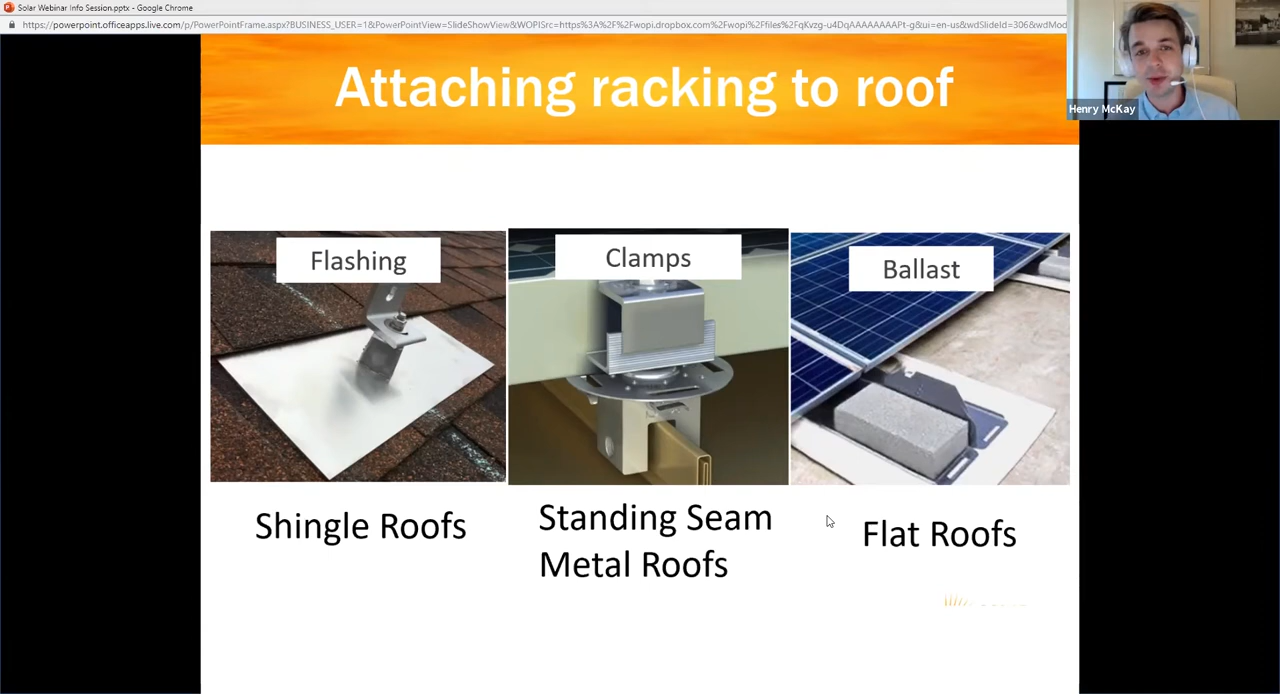 Solar Webinar Info Session.pptx - Google Chrome
https://powerpoint.officeapps.live.com/p/PowerPointFrame.aspx?BUSINESS_USER=1&PowerPointView=SlideShowView&WOPISrc=https%3A%2F%2Fwopi.dropbox.com%2Fwopi%2Ffiles%2FqKvzg-u4DqAAAAAAAAPt-g&ui=en-us&wdSlideId=306&wdMod
Henry McKay
Attaching racking to roof
Flashing
Clamps
Ballast
Shingle Roofs
Standing Seam
Metal Roofs
Flat Roofs